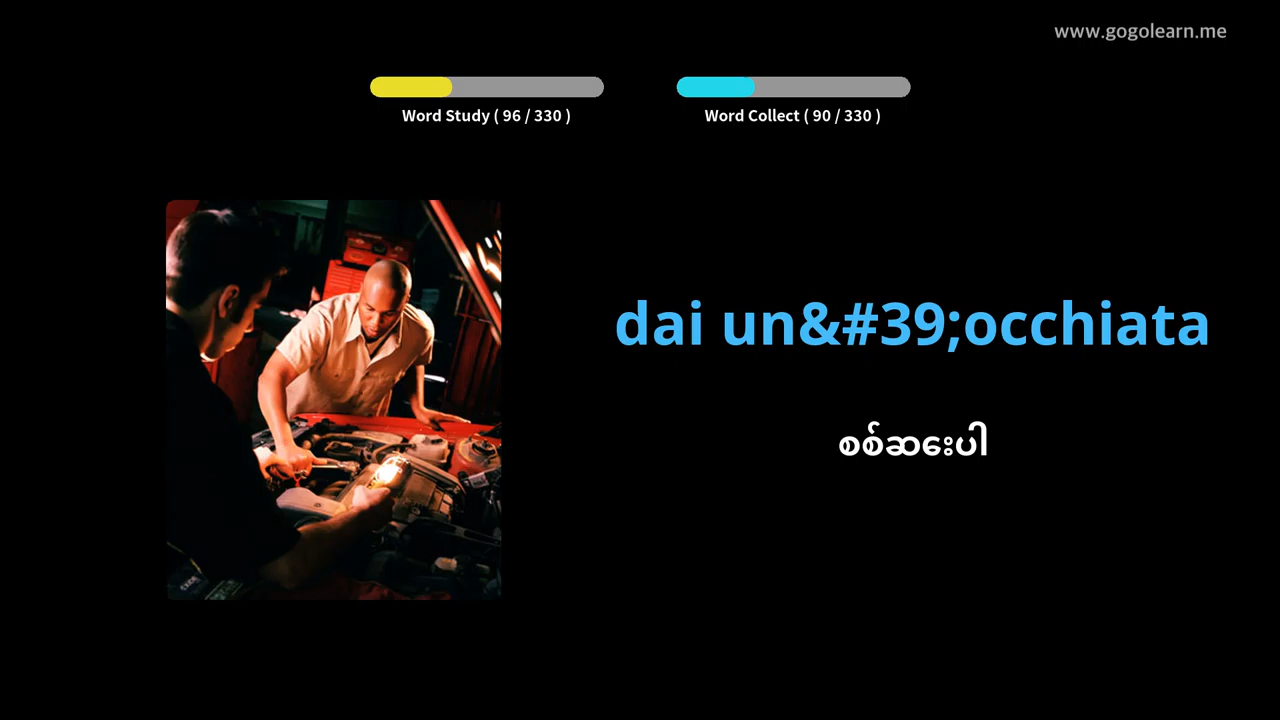 www.gogolearn.me
Word Study ( 96 / 330 )
Word Collect ( 90 / 330 )
dai un&#39;occhiata
စစ်ဆေးပါ